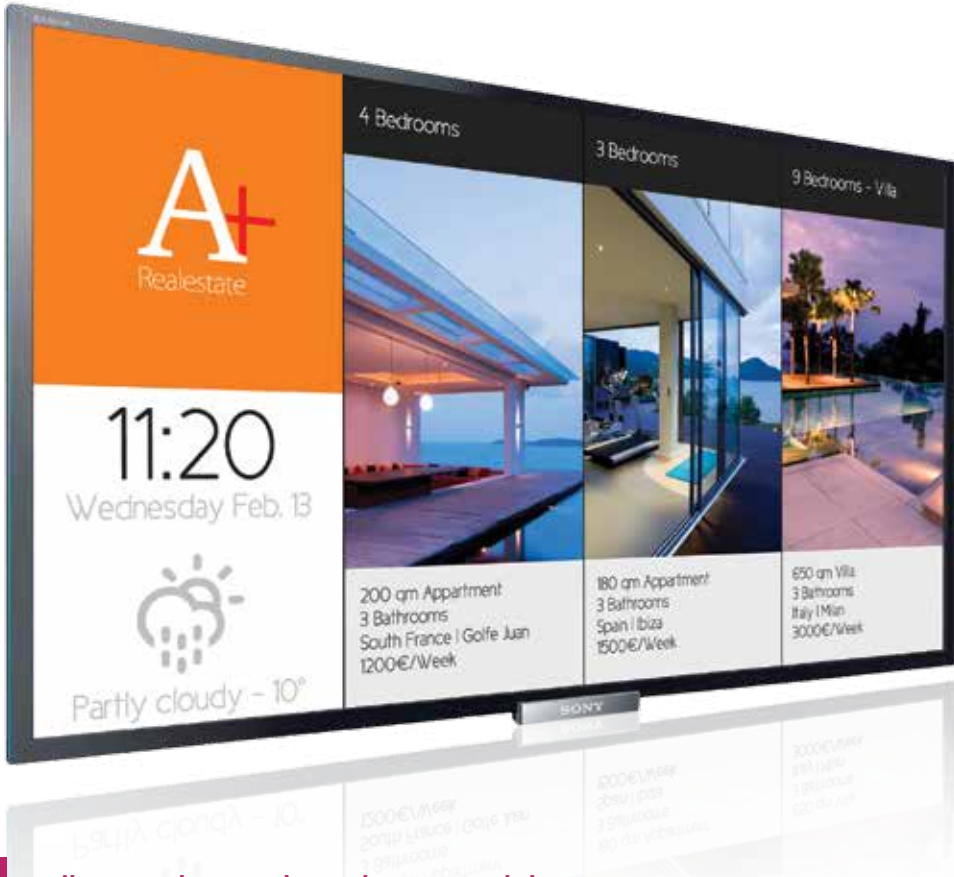 A+
Realestate
11:20
Wednesday Feb. 13
Partly cloudy - 10°
4 Bedrooms
200 qm Appartment
3 Bathrooms
South France | Golfe Juan
1200€/Week
3 Bedrooms
180 qm Appartment
3 Bathrooms
Spain | Ibiza
1500€/Week
9 Bedrooms - Villa
650 qm Villa
3 Bathrooms
Italy | Milan
3000€/Week
SONY